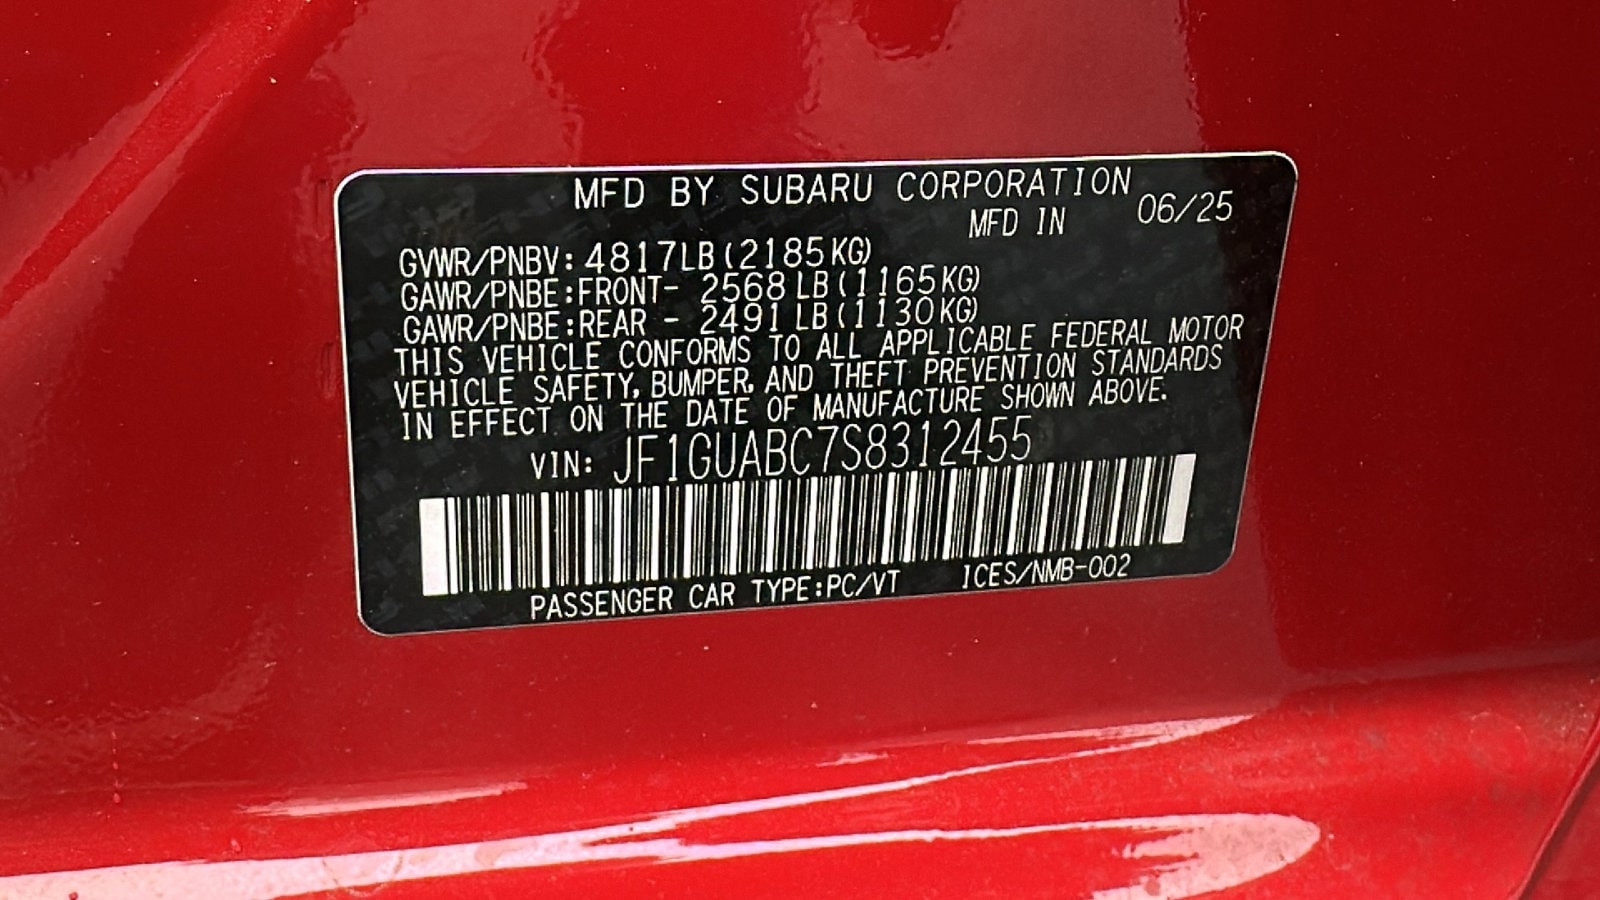 MFD BY SUBARU CORPORATION
MFD IN 06/25
GVWR/PNBV: 4817LB(2185KG)
GAWR/PNBE:FRONT- 2568LB(1165KG)
GAWR/PNBE:REAR - 2491LB(1130KG)
THIS VEHICLE CONFORMS TO ALL APPLICABLE FEDERAL MOTOR
VEHICLE SAFETY, BUMPER, AND THEFT PREVENTION STANDARDS
IN EFFECT ON THE DATE OF MANUFACTURE SHOWN ABOVE.
VIN: JF1GUABC7S8312455
PASSENGER CAR TYPE:PC/VT ICES/NMB-002